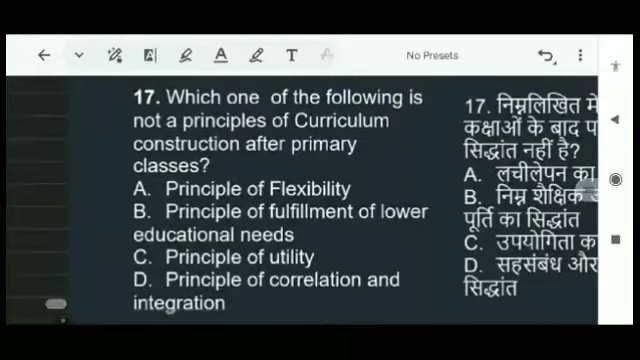 No Presets
17. Which one of the following is
not a principles of Curriculum
construction after primary
classes?
A. Principle of Flexibility
B. Principle of fulfillment of lower
educational needs
C. Principle of utility
D. Principle of correlation and
integration
17. निम्नलिखित में
कक्षाओं के बाद
सिद्धांत नहीं है?
A. लचीलेपन का
B. निम्न शैक्षिक
पूर्ति का सिद्धांत
C. उपयोगिता
D. सहसंबंध और
सिद्धांत